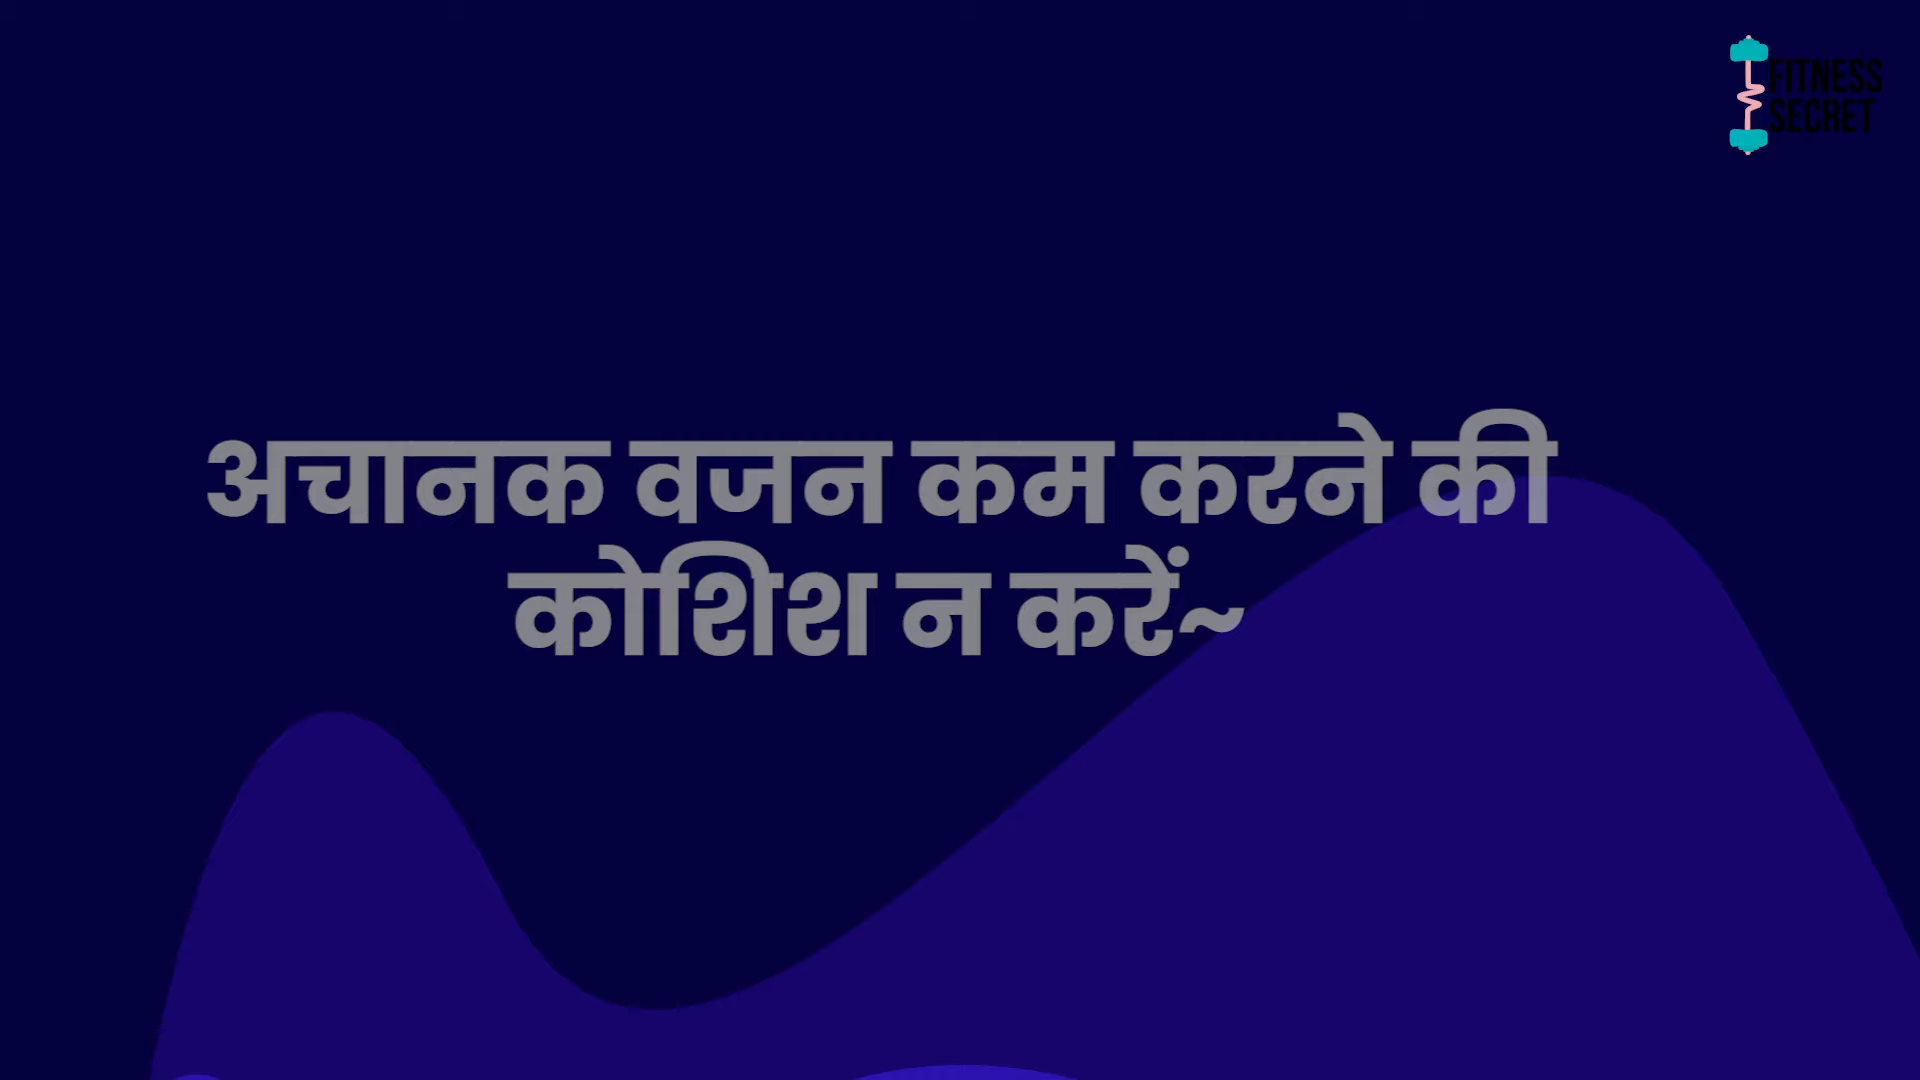 FITNESS
SECRET
अचानक वजन कम करने की
कोशिश न करें~